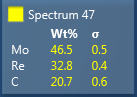 Spectrum 47
Wt% σ
Mo 46.5 0.5
Re 32.8 0.4
C 20.7 0.6